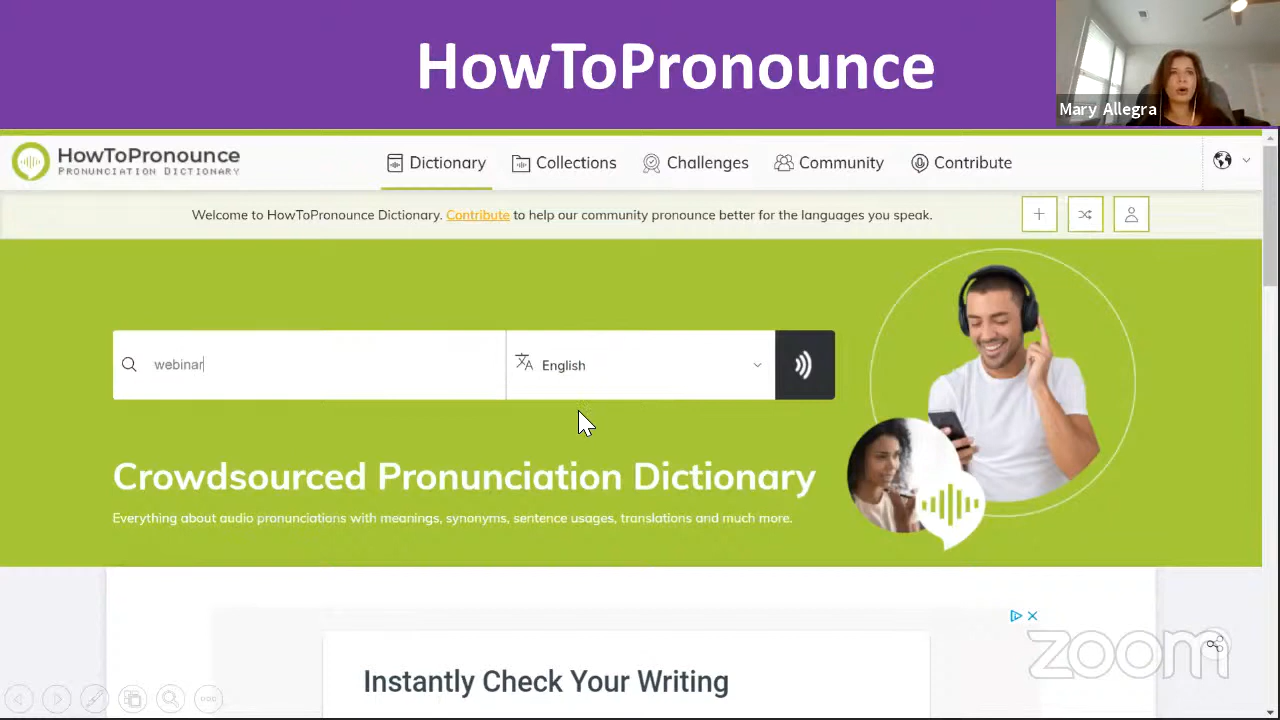 HowToPronounce
Mary Allegra
HowToPronounce
PRONUNCIATION DICTIONARY
Dictionary
Collections
Challenges
Community
Contribute
Welcome to HowToPronounce Dictionary. Contribute to help our community pronounce better for the languages you speak.
webinar
English
Crowdsourced Pronunciation Dictionary
Everything about audio pronunciations with meanings, synonyms, sentence usages, translations and much more.
Instantly Check Your Writing
zoom